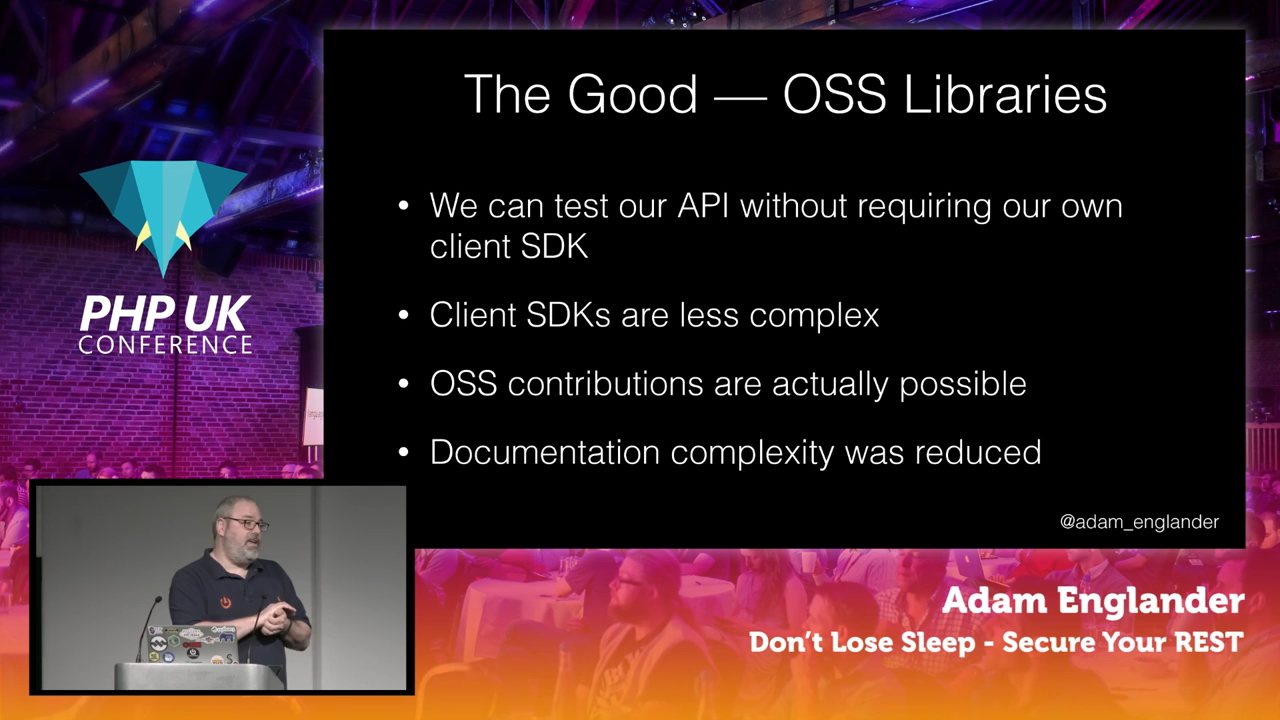 The Good — OSS Libraries
• We can test our API without requiring our own
client SDK
• Client SDKs are less complex
• OSS contributions are actually possible
• Documentation complexity was reduced
@adam_englander
PHP UK
CONFERENCE
Adam Englander
Don't Lose Sleep - Secure Your REST